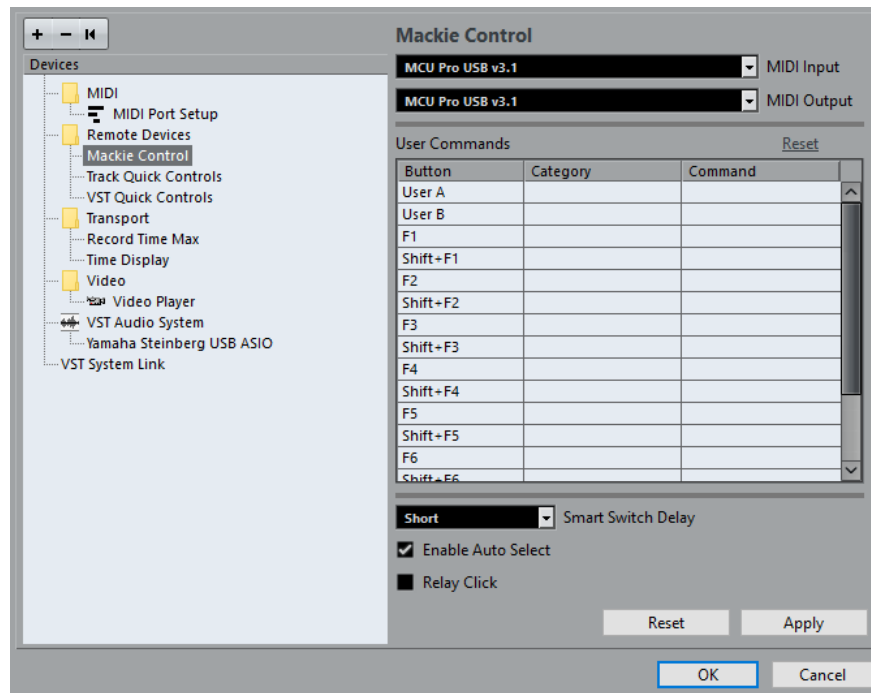 Devices
MIDI
MIDI Port Setup
Remote Devices
Mackie Control
Track Quick Controls
VST Quick Controls
Transport
Record Time Max
Time Display
Video
Video Player
VST Audio System
Yamaha Steinberg USB ASIO
VST System Link
Mackie Control
MCU Pro USB v3.1 MIDI Input
MCU Pro USB v3.1 MIDI Output
User Commands Reset
Button Category Command
User A
User B
F1
Shift+F1
F2
Shift+F2
F3
Shift+F3
F4
Shift+F4
F5
Shift+F5
F6
Shift+F6
Short Smart Switch Delay
Enable Auto Select
Relay Click
Reset Apply
OK Cancel